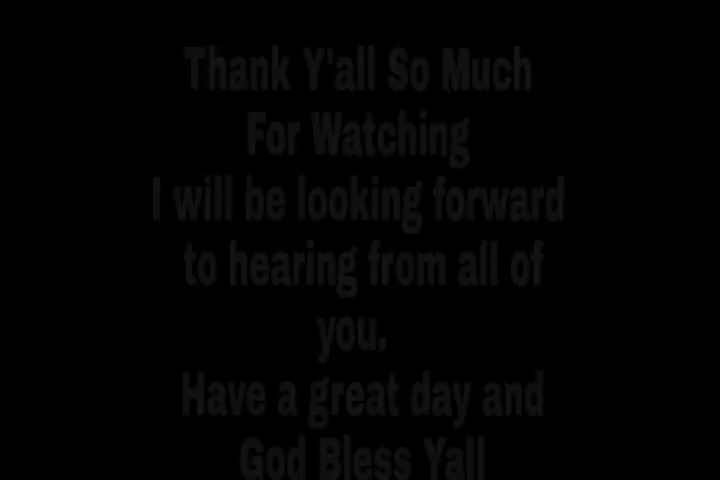 Thank Y'all So Much
For Watching
I will be looking forward
to hearing from all of
you.
Have a great day and
God Bless Yall